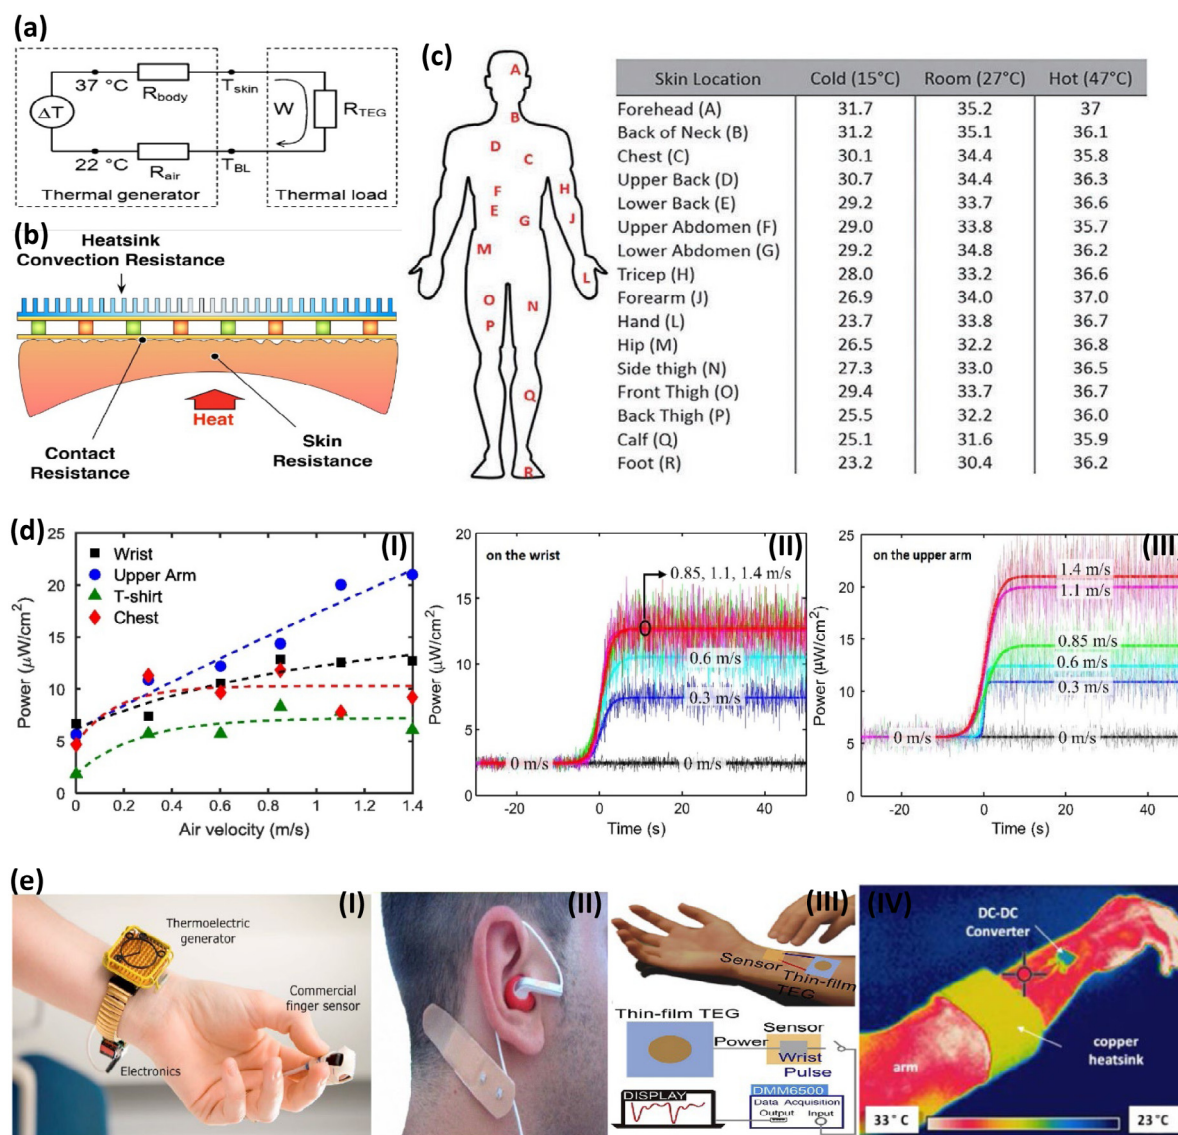 (a)
37 °C
R_body
T_skin
ΔT
W
R_TEG
22 °C
R_air
T_BL
Thermal generator
Thermal load
(b)
Heatsink
Convection Resistance
Heat
Contact
Resistance
Skin
Resistance
(c)
A
B
D
C
F
H
E
G
J
M
L
O
N
P
Q
R
Skin Location Cold (15°C) Room (27°C) Hot (47°C)
Forehead (A) 31.7 35.2 37
Back of Neck (B) 31.2 35.1 36.1
Chest (C) 30.1 34.4 35.8
Upper Back (D) 30.7 34.4 36.3
Lower Back (E) 29.2 33.7 36.6
Upper Abdomen (F) 29.0 33.8 35.7
Lower Abdomen (G) 29.2 34.8 36.2
Tricep (H) 28.0 33.2 36.6
Forearm (J) 26.9 34.0 37.0
Hand (L) 23.7 33.8 36.7
Hip (M) 26.5 32.2 36.8
Side thigh (N) 27.3 33.0 36.5
Front Thigh (O) 29.4 33.7 36.7
Back Thigh (P) 25.5 32.2 36.0
Calf (Q) 25.1 31.6 35.9
Foot (R) 23.2 30.4 36.2
(d)
(I)
Wrist
Upper Arm
T-shirt
Chest
25
20
15
10
5
0
Power (μW/cm²)
0 0.2 0.4 0.6 0.8 1 1.2 1.4
Air velocity (m/s)
(II)
on the wrist
0.85, 1.1, 1.4 m/s
0.6 m/s
0.3 m/s
0 m/s 0 m/s
20
15
10
5
0
Power (μW/cm²)
-20 0 20 40
Time (s)
(III)
on the upper arm
1.4 m/s
1.1 m/s
0.85 m/s
0.6 m/s
0.3 m/s
0 m/s 0 m/s
25
20
15
10
5
0
Power (μW/cm²)
-20 0 20 40
Time (s)
(e)
(I)
Thermoelectric
generator
Commercial
finger sensor
Electronics
(II)
(III)
Sensor
Thin-film
TEG
Thin-film TEG
Power
Sensor
Wrist
Pulse
DISPLAY
DMM6500
Data Acquisition
Output Input
(IV)
DC-DC
Converter
copper
heatsink
arm
33°C
23°C